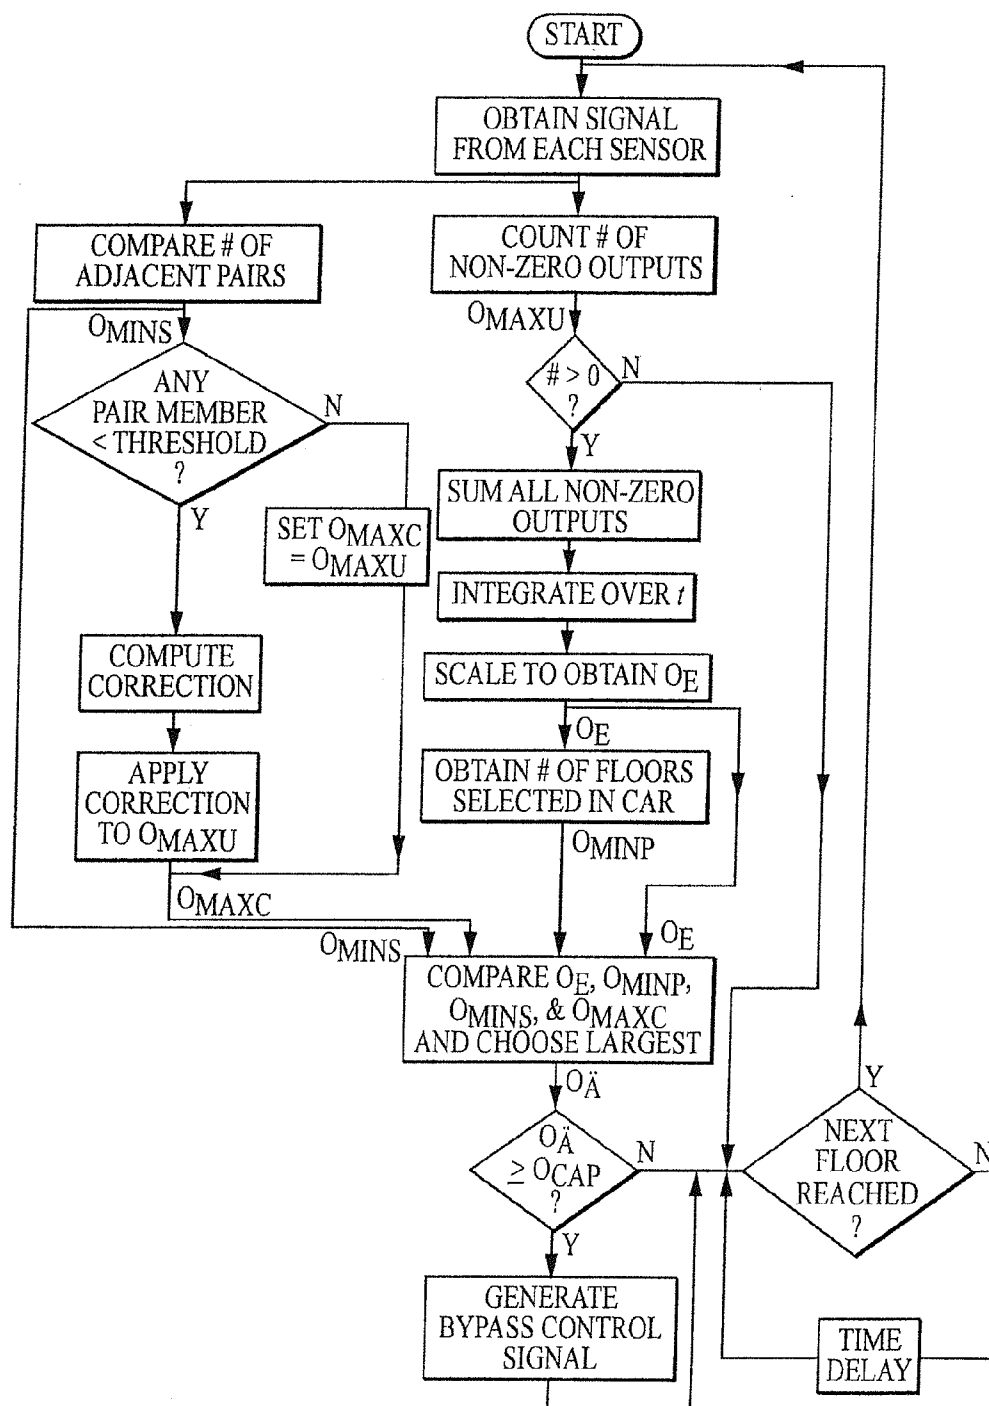 START
OBTAIN SIGNAL
FROM EACH SENSOR
COMPARE # OF
ADJACENT PAIRS
COUNT # OF
NON-ZERO OUTPUTS
OMINS
OMAXU
ANY
PAIR MEMBER
< THRESHOLD
?
N
Y
# > 0
?
N
Y
SET OMAXC
= OMAXU
SUM ALL NON-ZERO
OUTPUTS
INTEGRATE OVER t
COMPUTE
CORRECTION
SCALE TO OBTAIN OE
OE
APPLY
CORRECTION
TO OMAXU
OBTAIN # OF FLOORS
SELECTED IN CAR
OMINP
OMAXC
OMINS
OE
COMPARE OE, OMINP,
OMINS, & OMAXC
AND CHOOSE LARGEST
OÄ
OÄ
≥ OCAP
?
N
Y
NEXT
FLOOR
REACHED
?
Y
N
GENERATE
BYPASS CONTROL
SIGNAL
TIME
DELAY